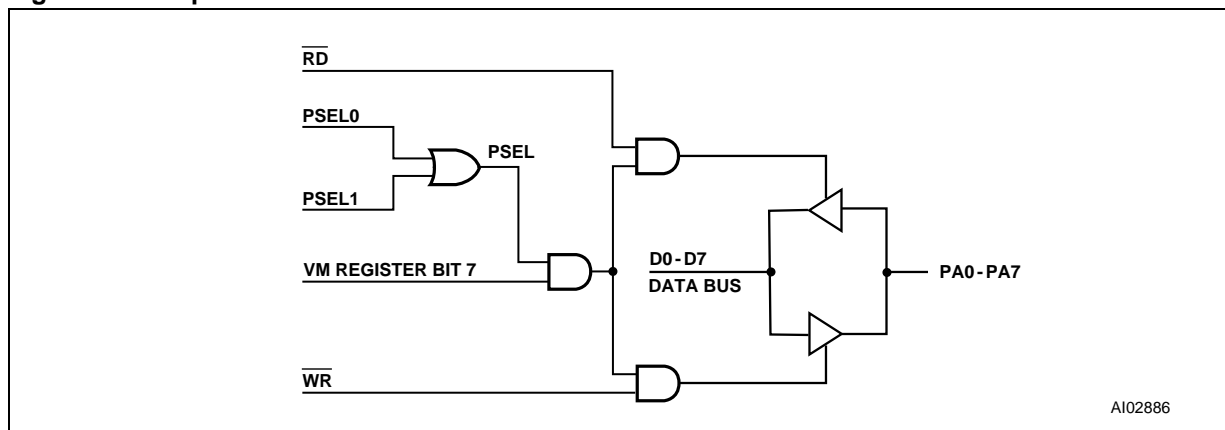 RD
PSEL0
PSEL
PSEL1
VM REGISTER BIT 7
D0-D7
DATA BUS
PA0-PA7
WR
AI02886